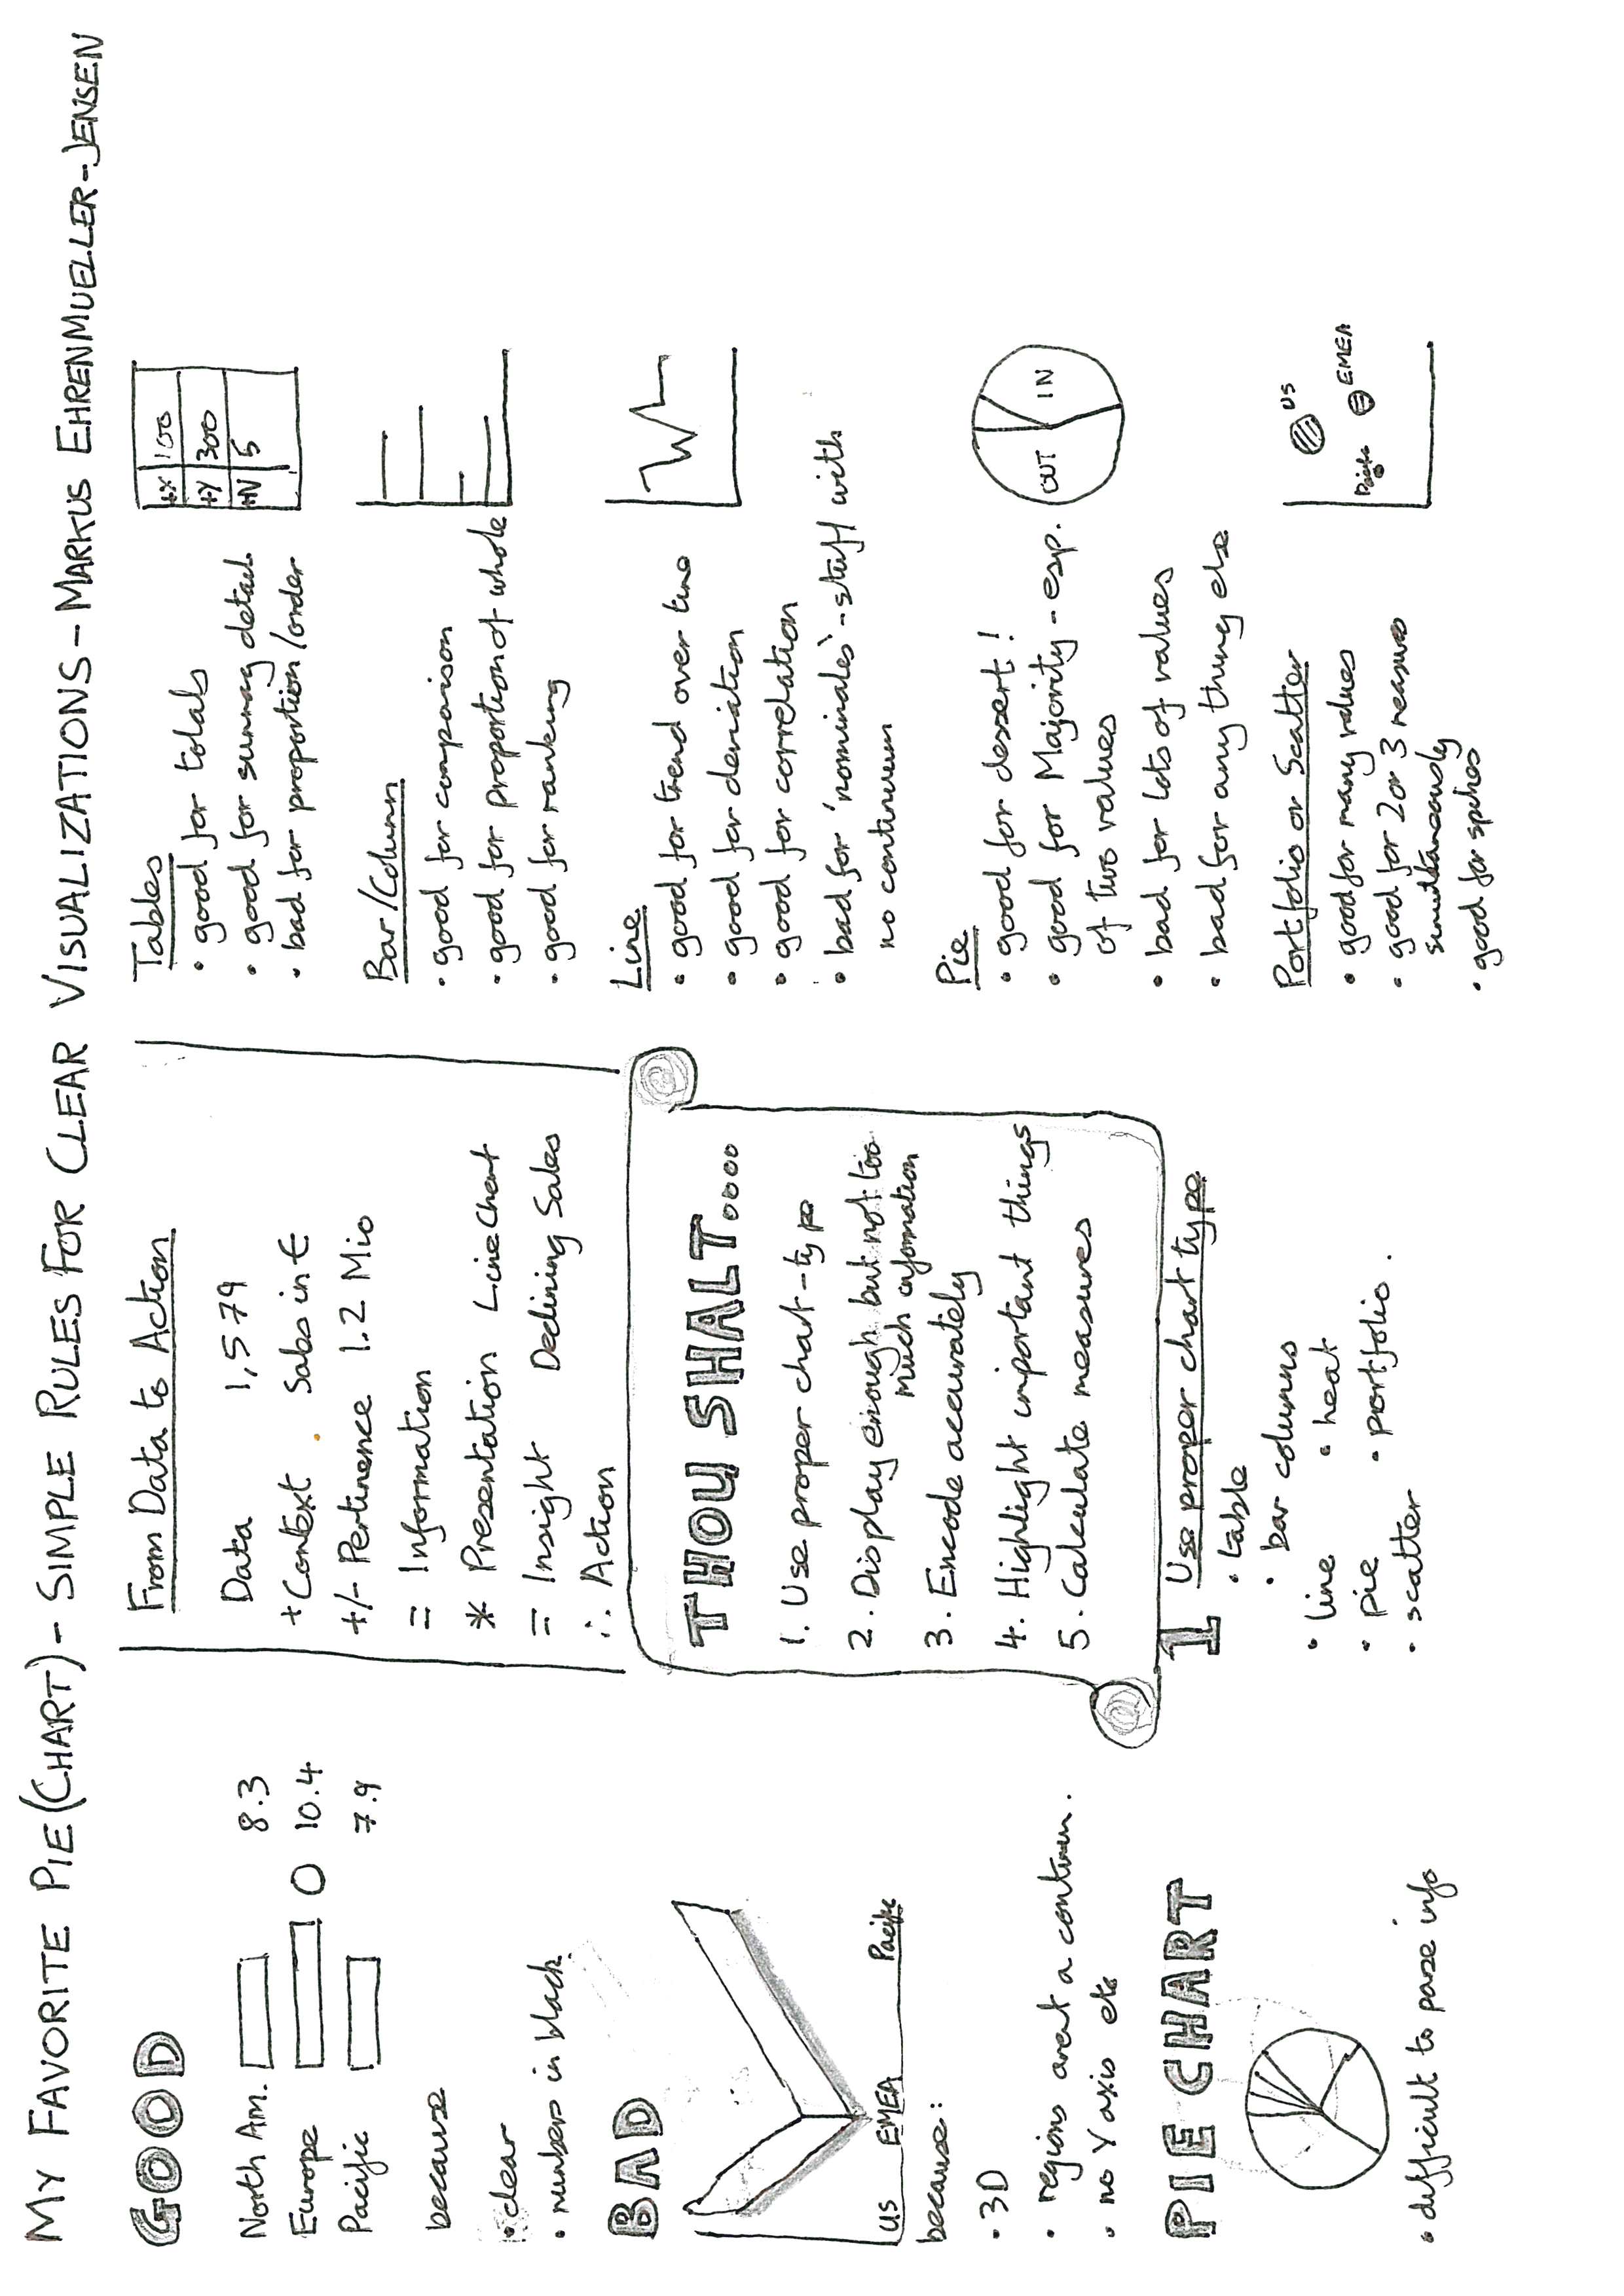 MY FAVORITE PIE (CHART) - SIMPLE RULES FOR CLEAR VISUALIZATIONS - MARKUS EHRENMUELLER-JENSEN
GOOD
North Am. 8.3
Europe 10.4
Pacific 7.9
because
• clear
• numbers in black
BAD
US EMEA Pacific
because:
• 3D
• regions arent a continuum.
• no Y axis etc
PIE CHART
• difficult to parse info
From Data to Action
Data 1,579
+ Context Sales in €
+/- Pertinence 1.2 Mio
= Information
* Presentation Line Chart
= Insight Declining Sales
∴ Action
THOU SHALT....
1. Use proper chart-type
2. Display enough but not too
much information
3. Encode accurately
4. Highlight important things
5. Calculate measures
1 Use proper chart type
• table
• bar columns
• line • heat
• pie • portfolio.
• scatter
Tables
• good for totals
• good for detail
• bad for proportion/order
+X 100
+Y 300
+N 5
Bar/Column
• good for comparison
• good for proportion of whole
• good for ranking
Line
• good for trend over time
• good for deviation
• good for correlation
• bad for 'nominales' - stuff with
no continuum
Pie
• good for dessert!
• good for Majority - esp.
of two values
• bad for lots of values
• bad for any thing else
OUT IN
Portfolio or Scatter
• good for many values
• good for 2 or 3 measures
simultaneously
• good for spikes
US
EMEA
Pacific